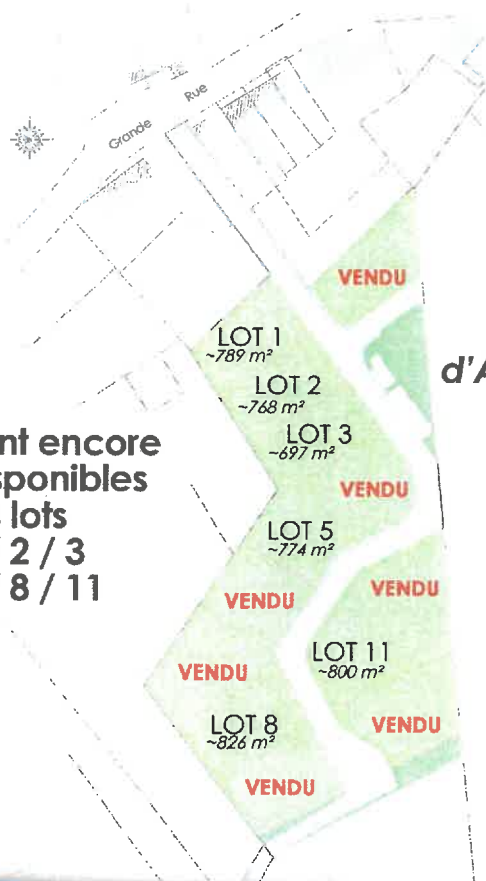 Grande Rue
VENDU
LOT 1
~789 m²
d'A
LOT 2
~768 m²
LOT 3
~697 m²
nt encore
sponibles
lots
/ 2 / 3
/ 8 / 11
VENDU
LOT 5
~774 m²
VENDU
VENDU
LOT 11
~800 m²
VENDU
LOT 8
~826 m²
VENDU
VENDU